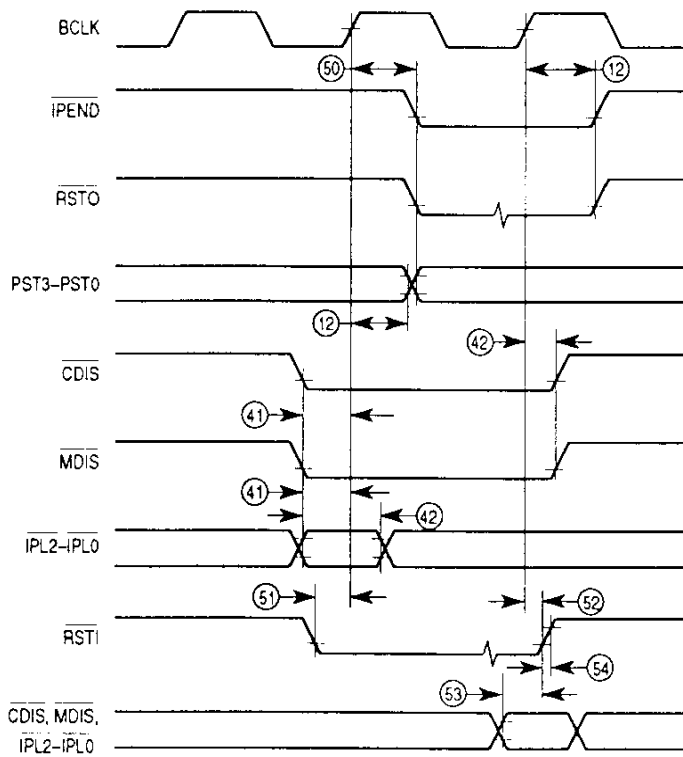 BCLK
50
12
IPEND
RSTO
PST3-PST0
12
42
CDIS
41
MDIS
41
42
IPL2-IPL0
51
52
RSTI
54
53
CDIS, MDIS,
IPL2-IPL0